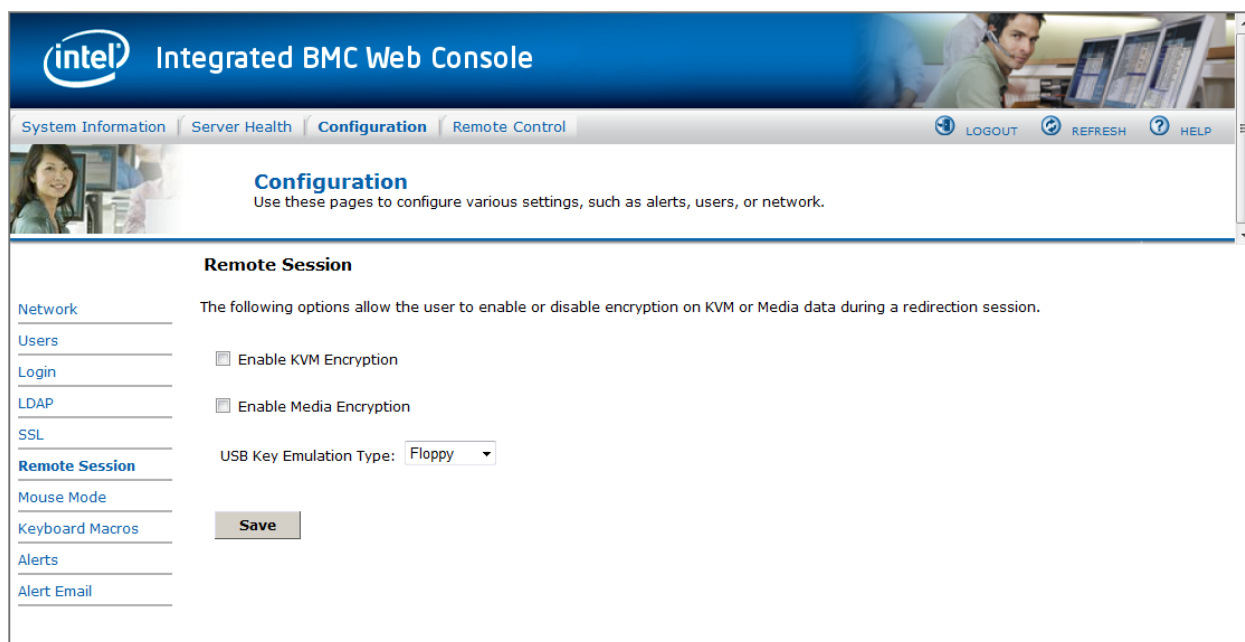 intel Integrated BMC Web Console
System Information Server Health Configuration Remote Control LOGOUT REFRESH ? HELP
Configuration
Use these pages to configure various settings, such as alerts, users, or network.
Remote Session
The following options allow the user to enable or disable encryption on KVM or Media data during a redirection session.
Enable KVM Encryption
Enable Media Encryption
USB Key Emulation Type: Floppy
Save
Network
Users
Login
LDAP
SSL
Remote Session
Mouse Mode
Keyboard Macros
Alerts
Alert Email